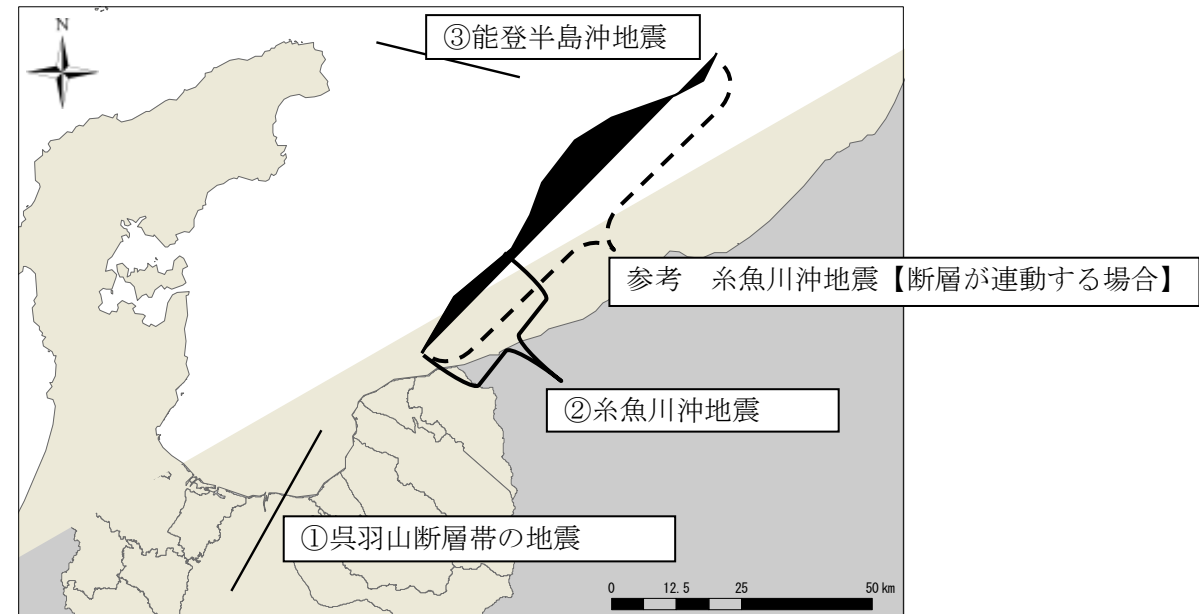 N
③能登半島沖地震
参考　糸魚川沖地震【断層が連動する場合】
②糸魚川沖地震
①呉羽山断層帯の地震
0 12.5 25 50 km